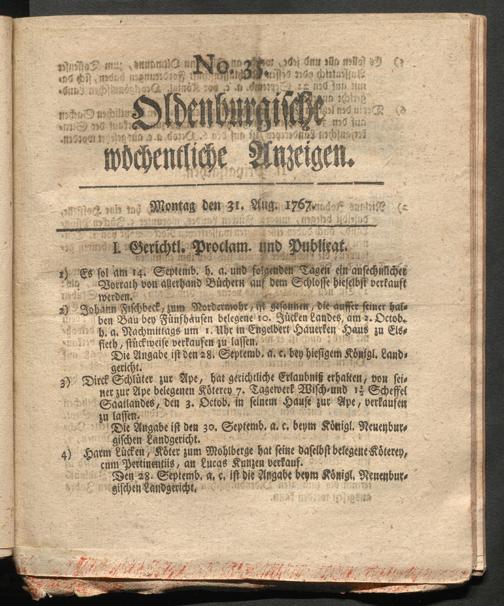 No. 35.
Oldenburgische
wöchentliche Anzeigen.
Montag den 31. Aug. 1767.
I. Gerichtl. Proclam. und Publicat.
1) Es sol am 14. Septemb. h. a. und folgenden Tagen ein ansehnlicher
Vorrath von allerhand Büchern auf dem Schlosse hieselbst verkauft
werden.
2) Johann Fischbeck, zum Nordermohr, ist gesonnen, die ausser seiner hal-
ben Bau bey Fünfhausen belegene 10. Jücken Landes, am 2. Octob.
h. a. Nachmittags um 1. Uhr in Engelbert Hauerken Haus zu Els-
fleth, stückweise verkaufen zu lassen.
Die Angabe ist den 28. Septemb. a. c. bey hiesigem Königl. Land-
gericht.
3) Dirck Schlüter zur Ape, hat gerichtliche Erlaubniß erhalten, von sei-
ner zur Ape belegenen Köterey 7. Tagewerk Wisch- und 1½ Scheffel
Saatlandes, den 3. Octob. in seinem Hause zur Ape, verkaufen
zu lassen.
Die Angabe ist den 30. Septemb. a. c. beym Königl. Neuenbur-
gischen Landgericht.
4) Harm Lücken, Köter zum Mohlberge hat seine daselbst belegene Köterey,
cum Pertinentiis, an Lucas Kunzen verkauf.
Den 28. Septemb. a. c. ist die Angabe beym Königl. Neuenbur-
gischen Landgericht.